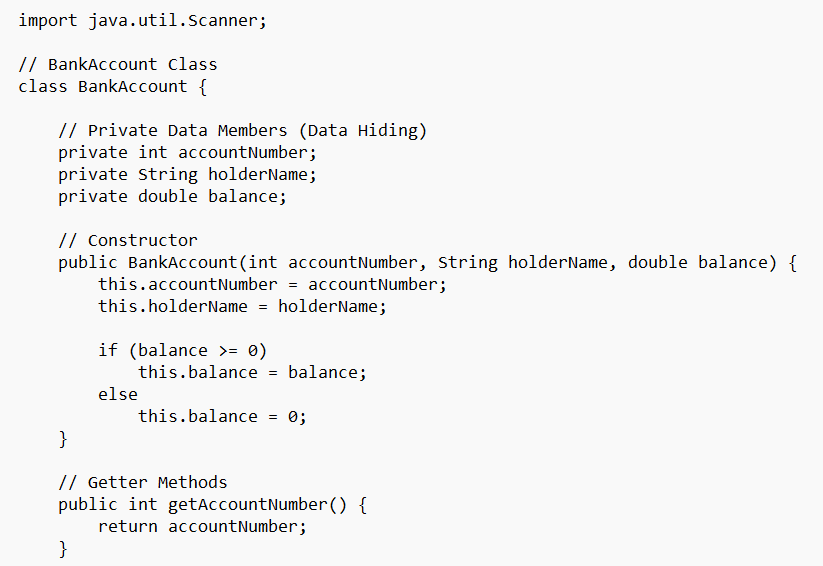 import java.util.Scanner;

// BankAccount Class
class BankAccount {

    // Private Data Members (Data Hiding)
    private int accountNumber;
    private String holderName;
    private double balance;

    // Constructor
    public BankAccount(int accountNumber, String holderName, double balance) {
        this.accountNumber = accountNumber;
        this.holderName = holderName;

        if (balance >= 0)
            this.balance = balance;
        else
            this.balance = 0;
    }

    // Getter Methods
    public int getAccountNumber() {
        return accountNumber;
    }